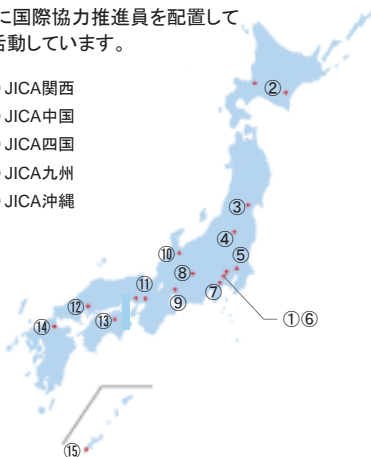 に国際協力推進員を配置して
活動しています。
JICA関西
JICA中国
JICA四国
JICA九州
JICA沖縄
②
③
④
⑤
⑩
⑧
⑪
⑨
⑦
⑫
⑬
①⑥
⑭
⑮